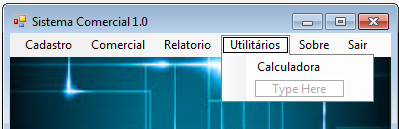 Sistema Comercial 1.0
Cadastro Comercial Relatorio Utilitários Sobre Sair
Calculadora
Type Here